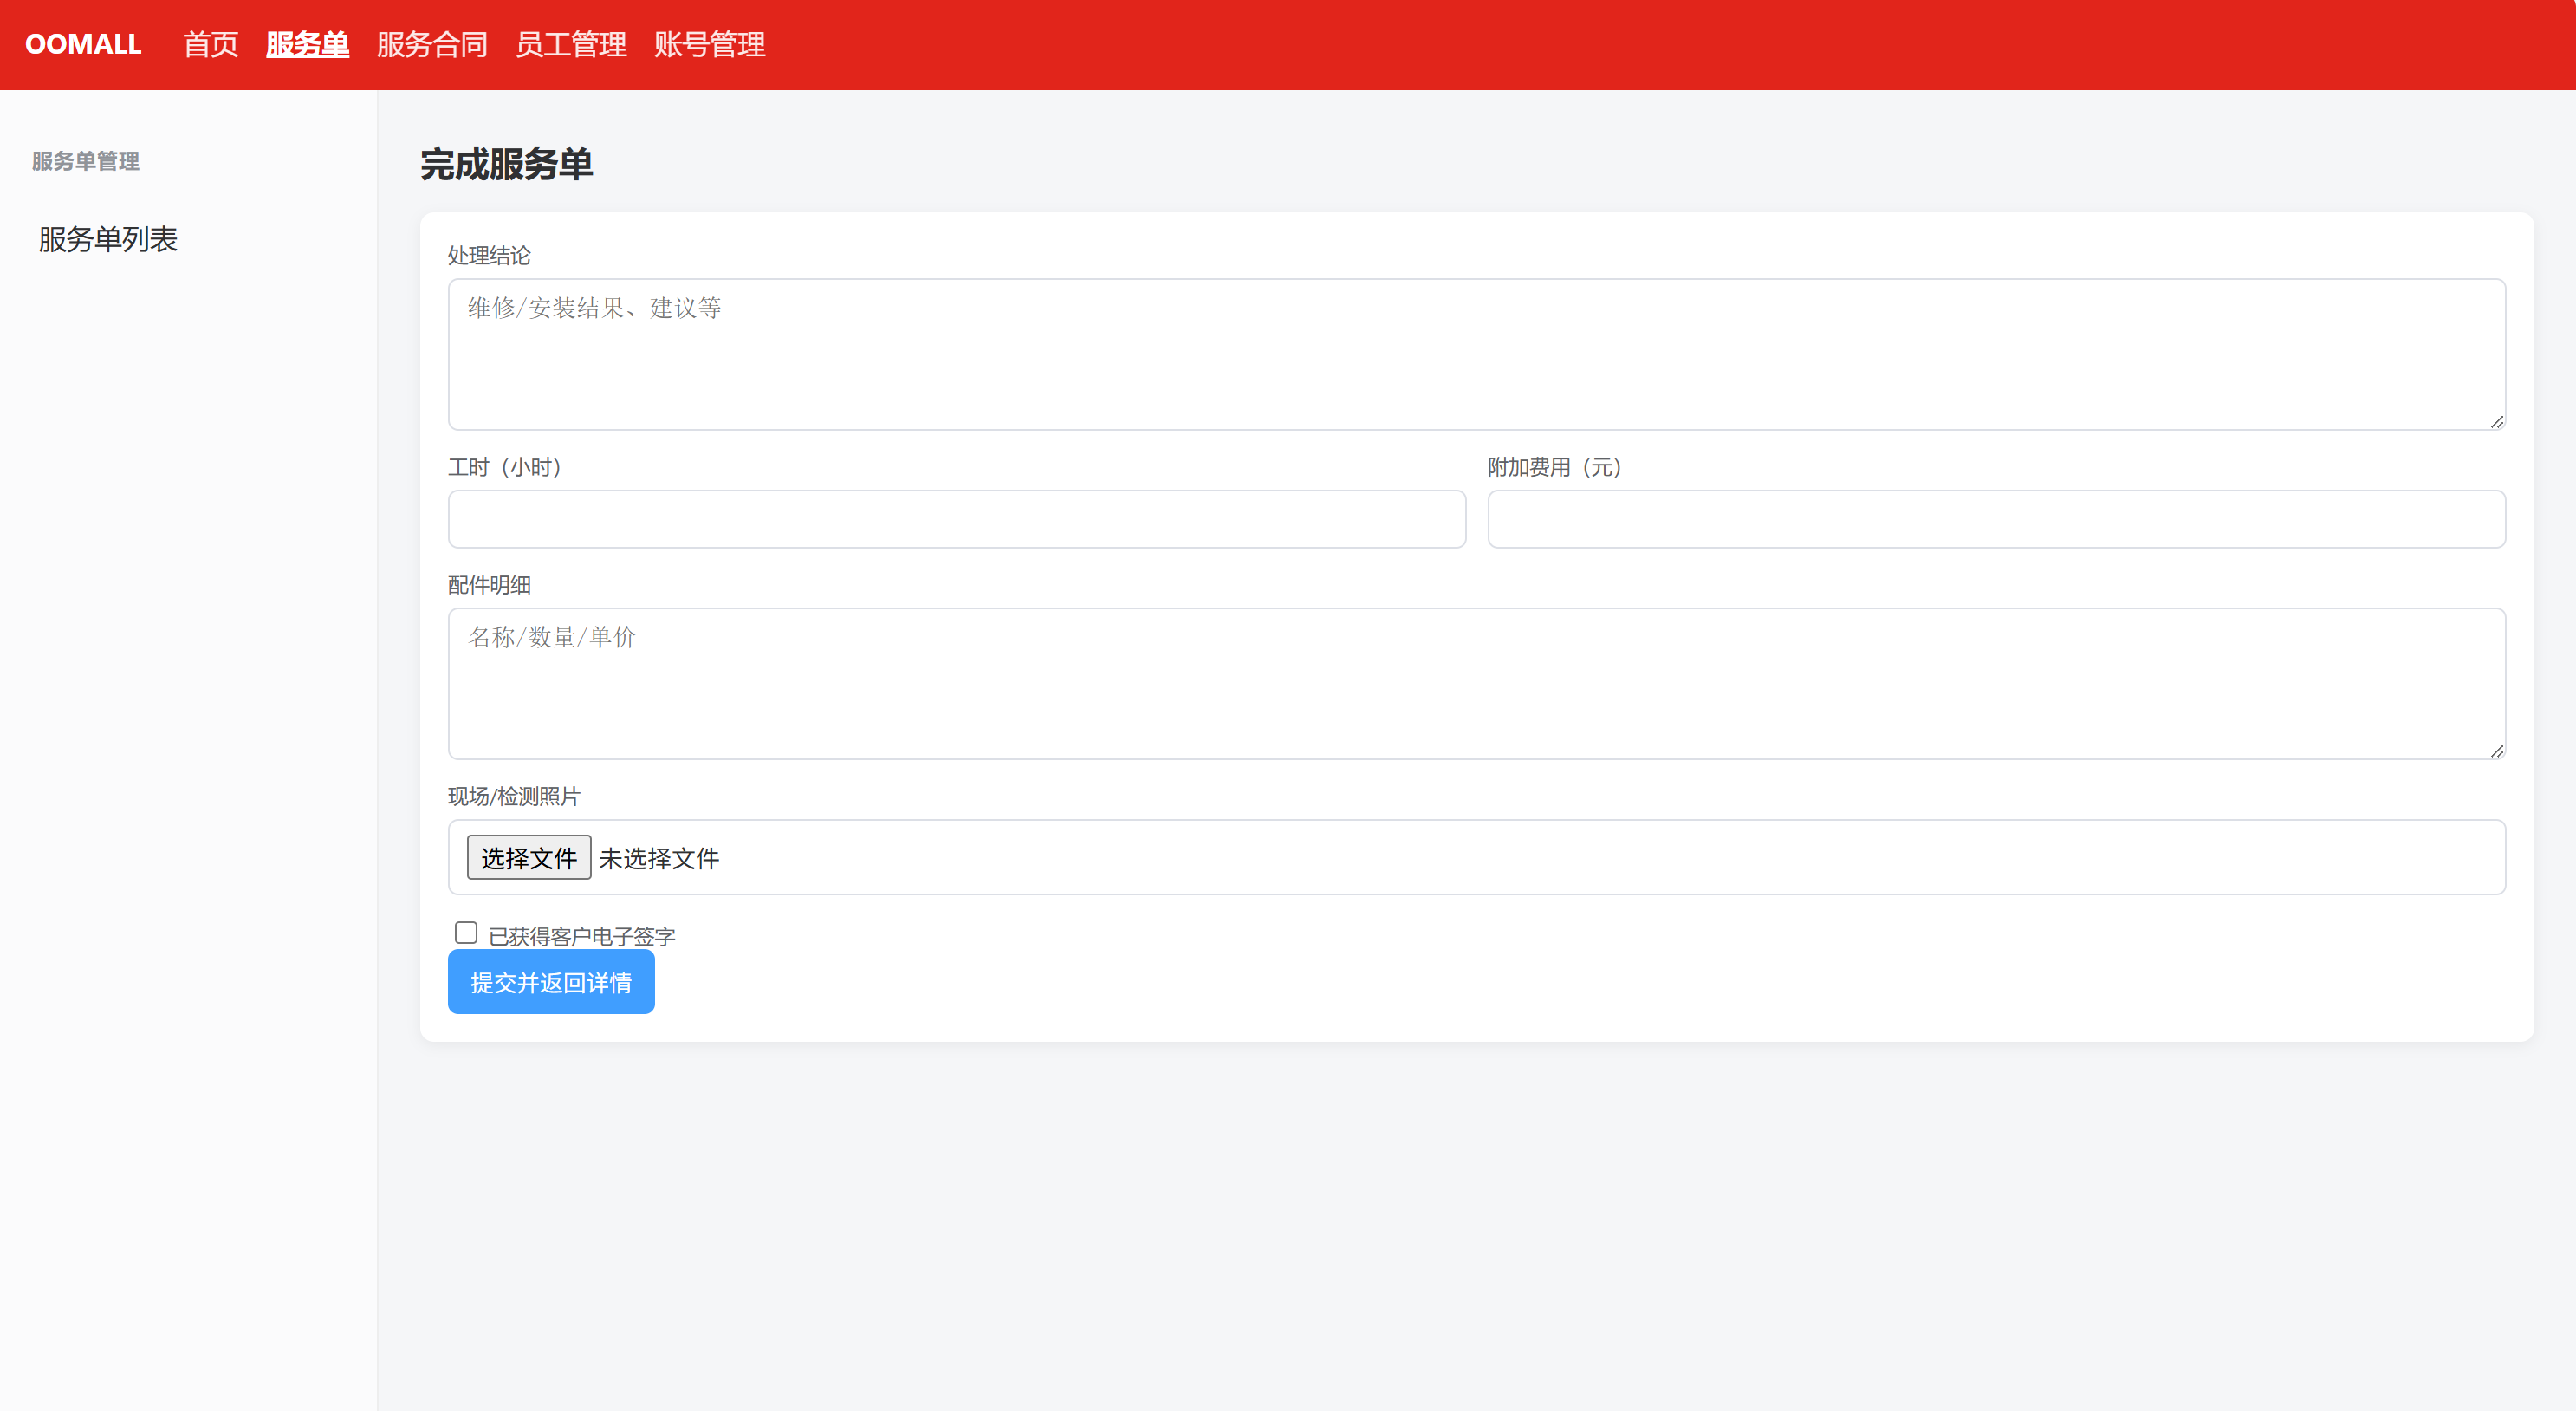 OOMALL 首页 服务单 服务合同 员工管理 账号管理
服务单管理
服务单列表
完成服务单
处理结论
维修/安装结果、建议等
工时（小时） 附加费用（元）
配件明细
名称/数量/单价
现场/检测照片
选择文件 未选择文件
已获得客户电子签字
提交并返回详情